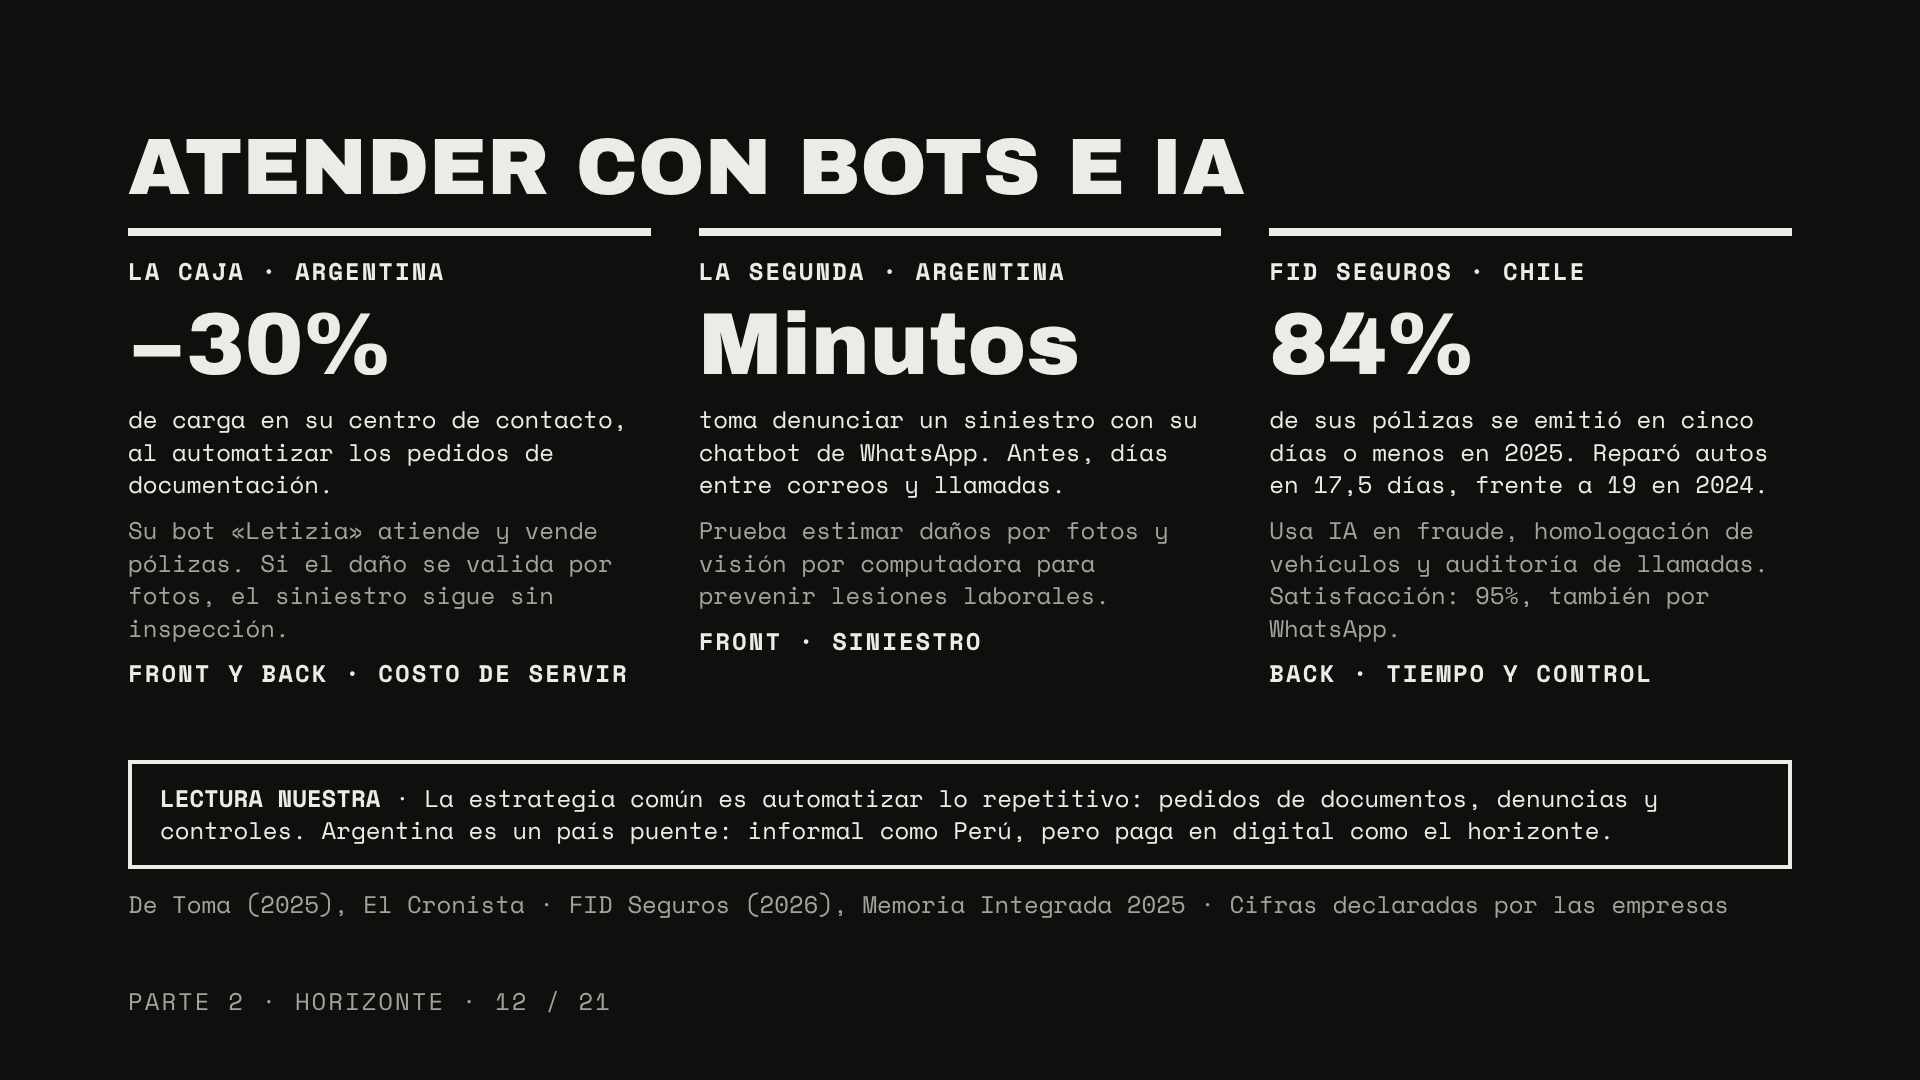 ATENDER CON BOTS E IA
LA CAJA · ARGENTINA
–30%
de carga en su centro de contacto,
al automatizar los pedidos de
documentación.
Su bot «Letizia» atiende y vende
pólizas. Si el daño se valida por
fotos, el siniestro sigue sin
inspección.
FRONT Y BACK · COSTO DE SERVIR
LA SEGUNDA · ARGENTINA
Minutos
toma denunciar un siniestro con su
chatbot de WhatsApp. Antes, días
entre correos y llamadas.
Prueba estimar daños por fotos y
visión por computadora para
prevenir lesiones laborales.
FRONT · SINIESTRO
FID SEGUROS · CHILE
84%
de sus pólizas se emitió en cinco
días o menos en 2025. Reparó autos
en 17,5 días, frente a 19 en 2024.
Usa IA en fraude, homologación de
vehículos y auditoría de llamadas.
Satisfacción: 95%, también por
WhatsApp.
BACK · TIEMPO Y CONTROL
LECTURA NUESTRA · La estrategia común es automatizar lo repetitivo: pedidos de documentos, denuncias y
controles. Argentina es un país puente: informal como Perú, pero paga en digital como el horizonte.
De Toma (2025), El Cronista · FID Seguros (2026), Memoria Integrada 2025 · Cifras declaradas por las empresas
PARTE 2 · HORIZONTE · 12 / 21